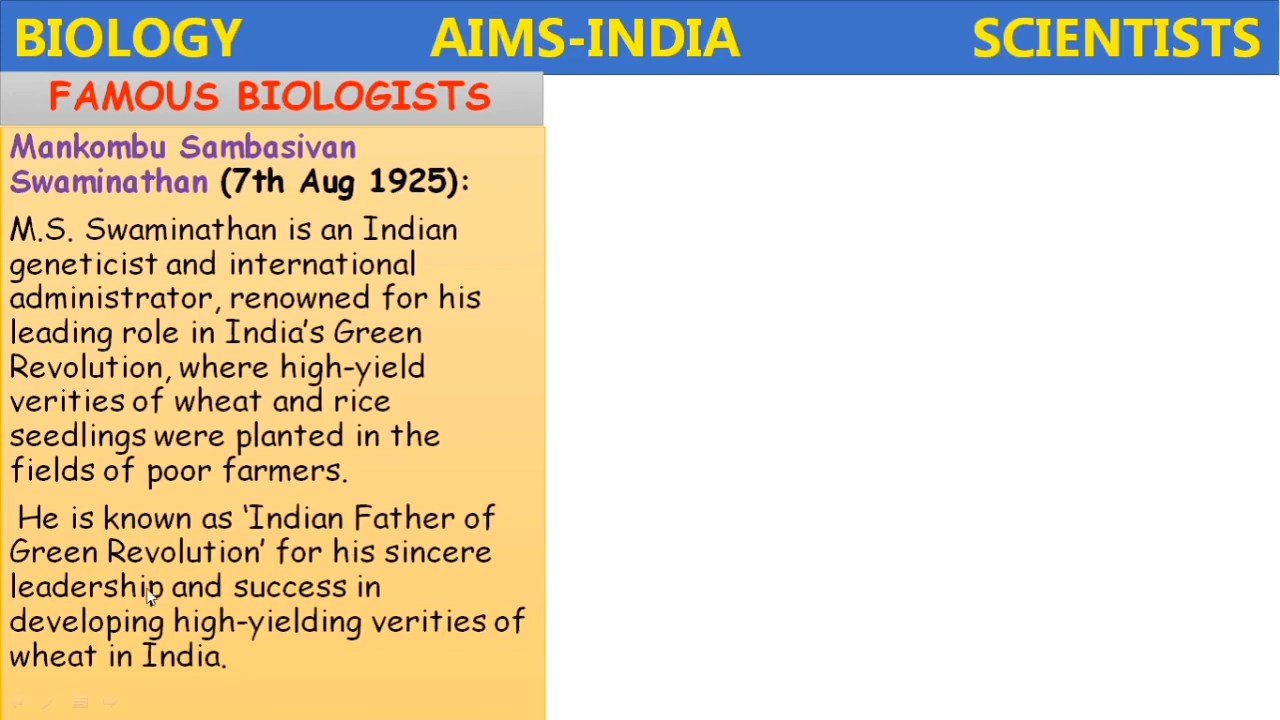 BIOLOGY AIMS-INDIA SCIENTISTS
FAMOUS BIOLOGISTS
Mankombu Sambasivan
Swaminathan (7th Aug 1925):
M.S. Swaminathan is an Indian
geneticist and international
administrator, renowned for his
leading role in India’s Green
Revolution, where high-yield
verities of wheat and rice
seedlings were planted in the
fields of poor farmers.
He is known as ‘Indian Father of
Green Revolution’ for his sincere
leadership and success in
developing high-yielding verities of
wheat in India.